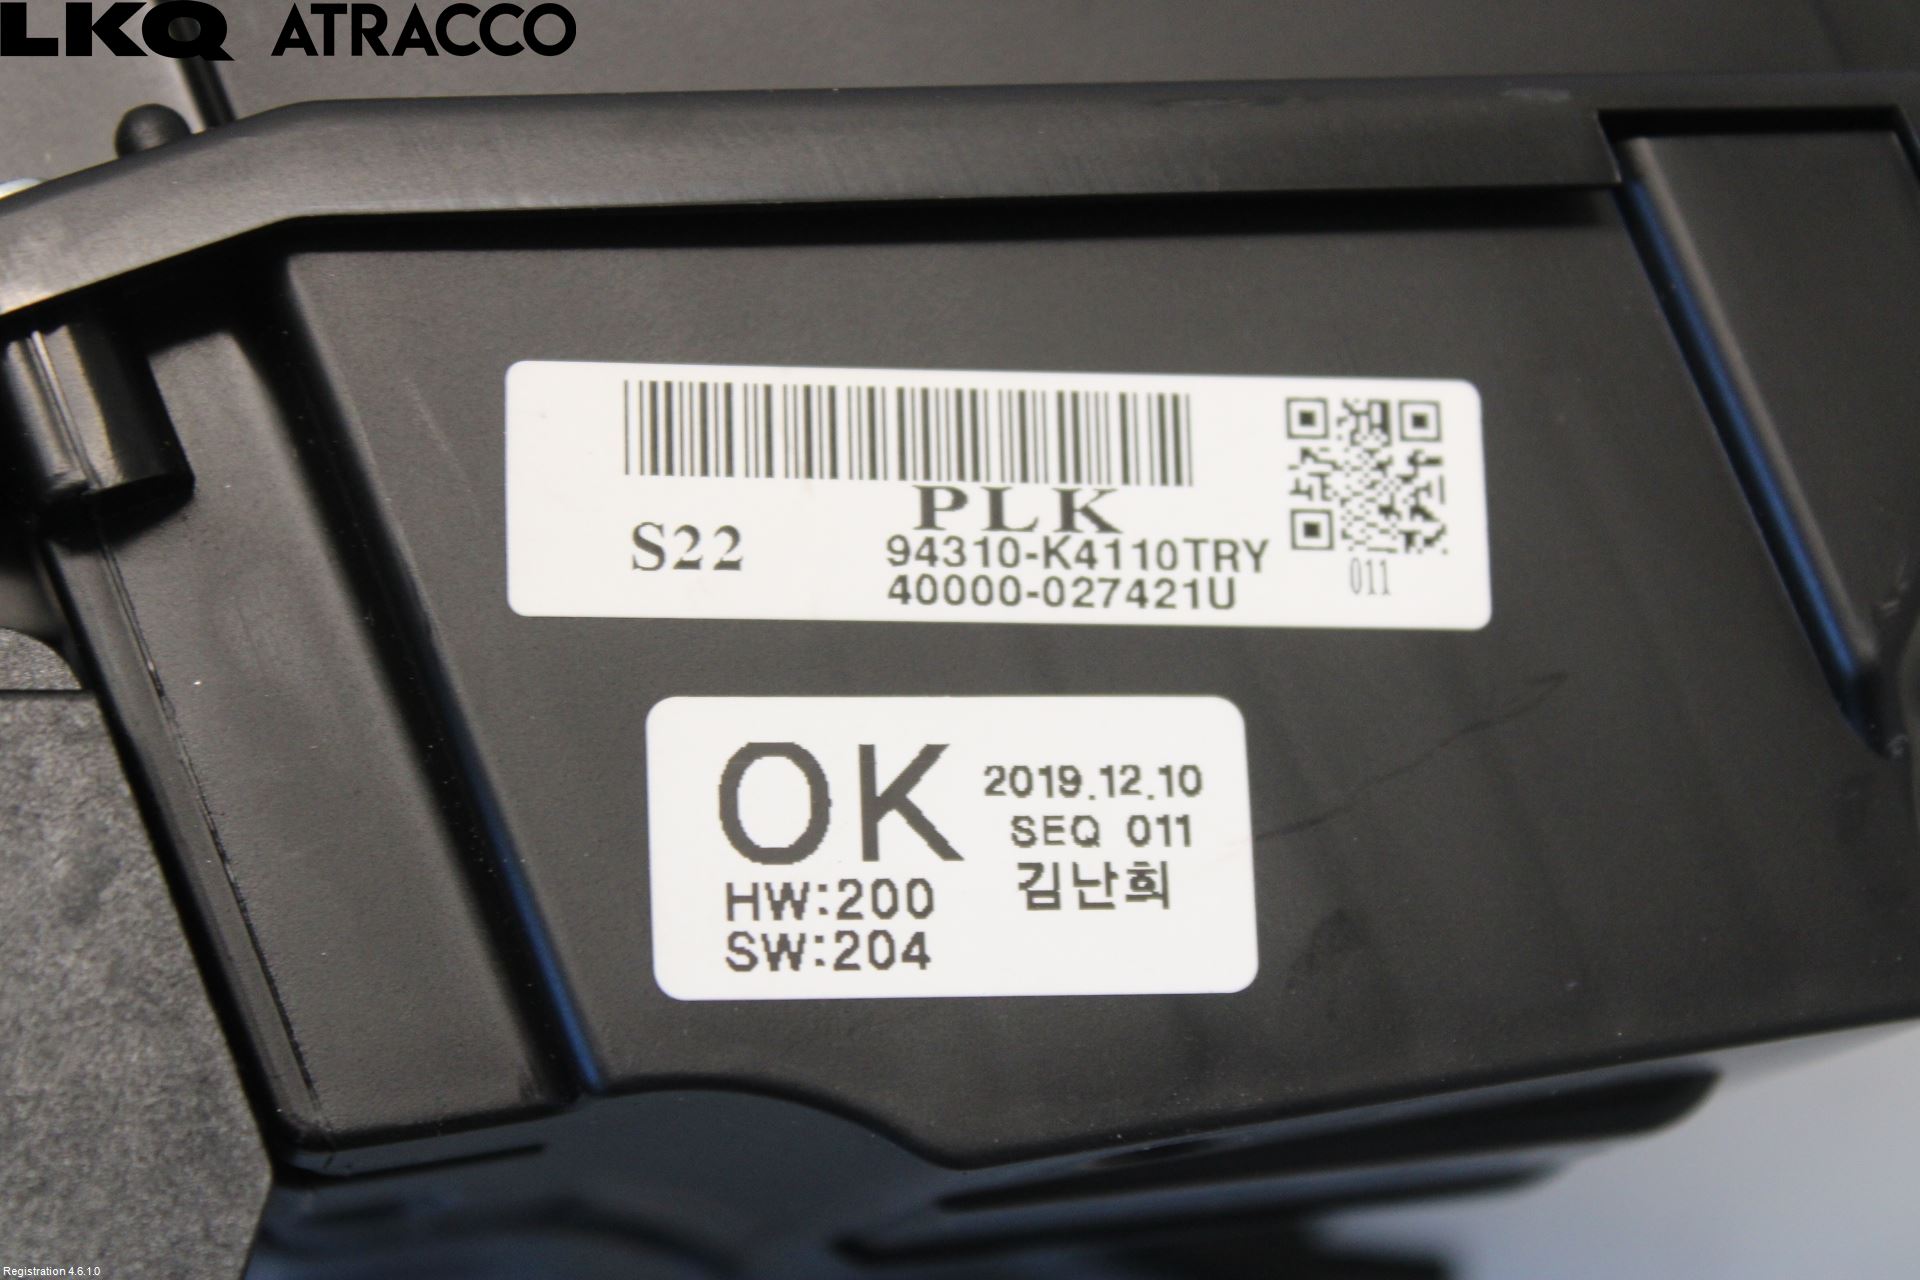 LKQ ATRACCO
PLK
S22
94310-K4110TRY
40000-027421U
011
OK
2019.12.10
SEQ 011
김난희
HW:200
SW:204
Registration 4.6.1.0